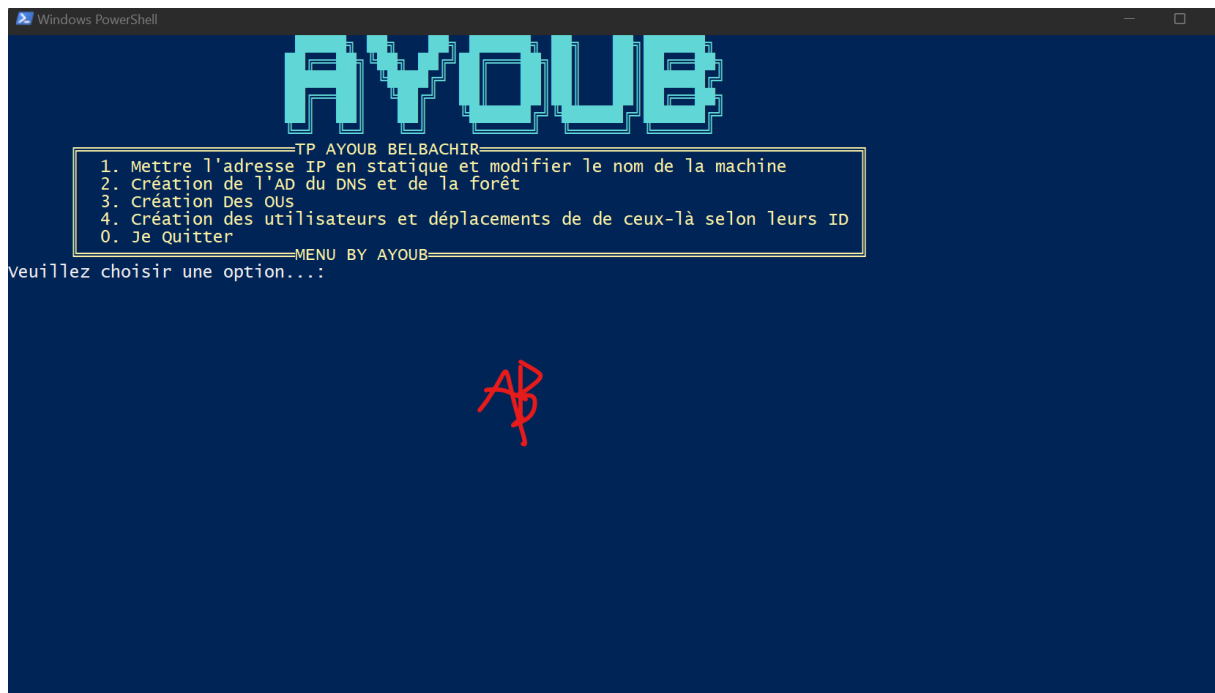 Windows PowerShell
AYOUB
TP AYOUB BELBACHIR
1. Mettre l'adresse IP en statique et modifier le nom de la machine
2. Création de l'AD du DNS et de la forêt
3. Création Des OUs
4. Création des utilisateurs et déplacements de de ceux-là selon leurs ID
0. Je Quitter
MENU BY AYOUB
Veuillez choisir une option...:
AB